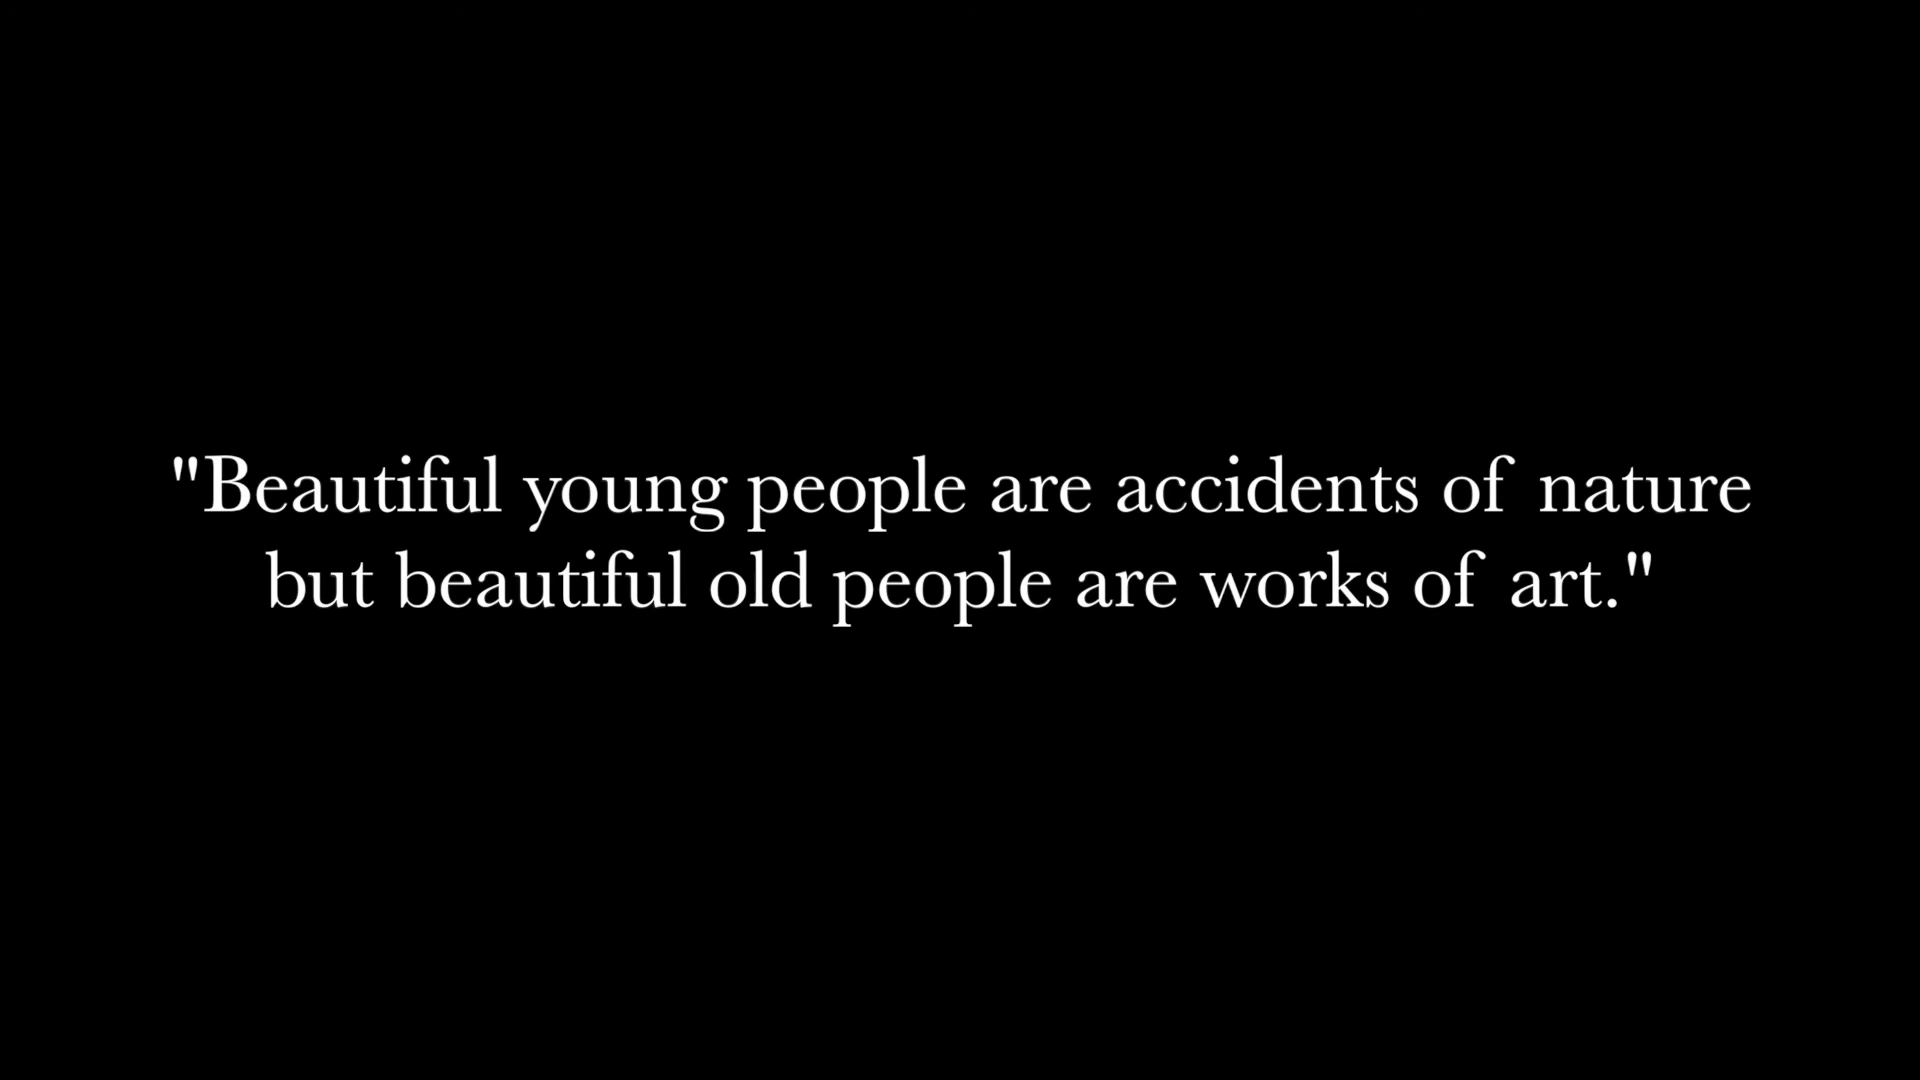 "Beautiful young people are accidents of nature
but beautiful old people are works of art."